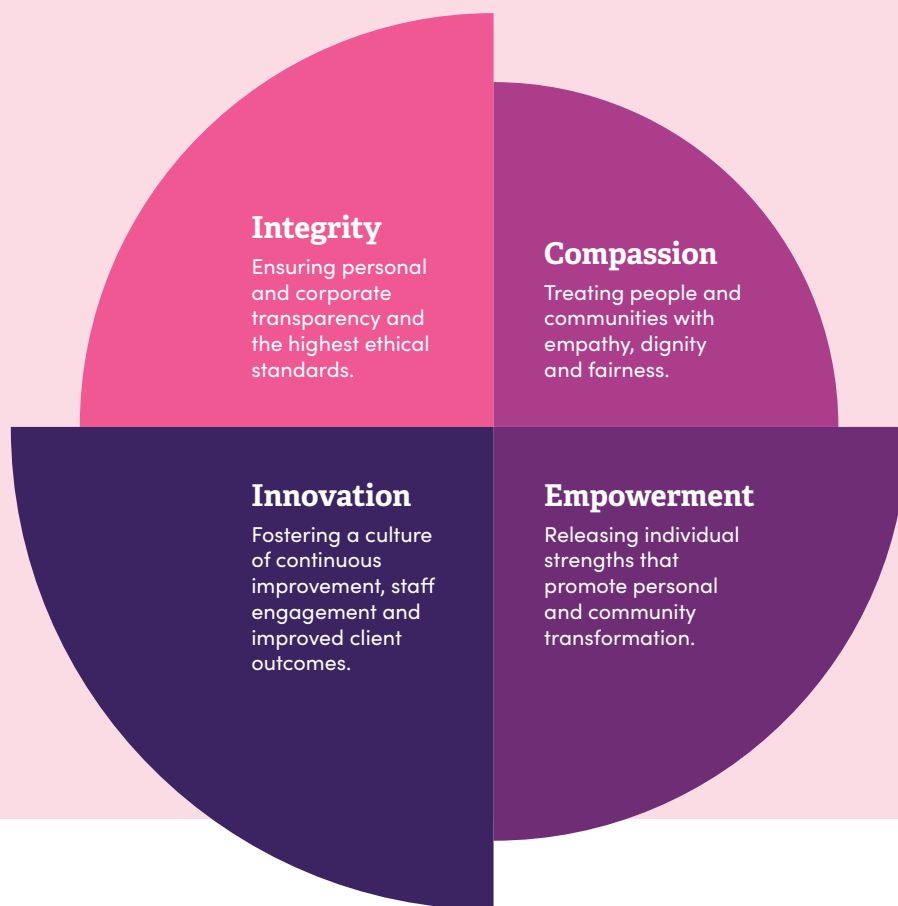 Integrity
Ensuring personal
and corporate
transparency and
the highest ethical
standards.
Compassion
Treating people and
communities with
empathy, dignity
and fairness.
Innovation
Fostering a culture
of continuous
improvement, staff
engagement and
improved client
outcomes.
Empowerment
Releasing individual
strengths that
promote personal
and community
transformation.